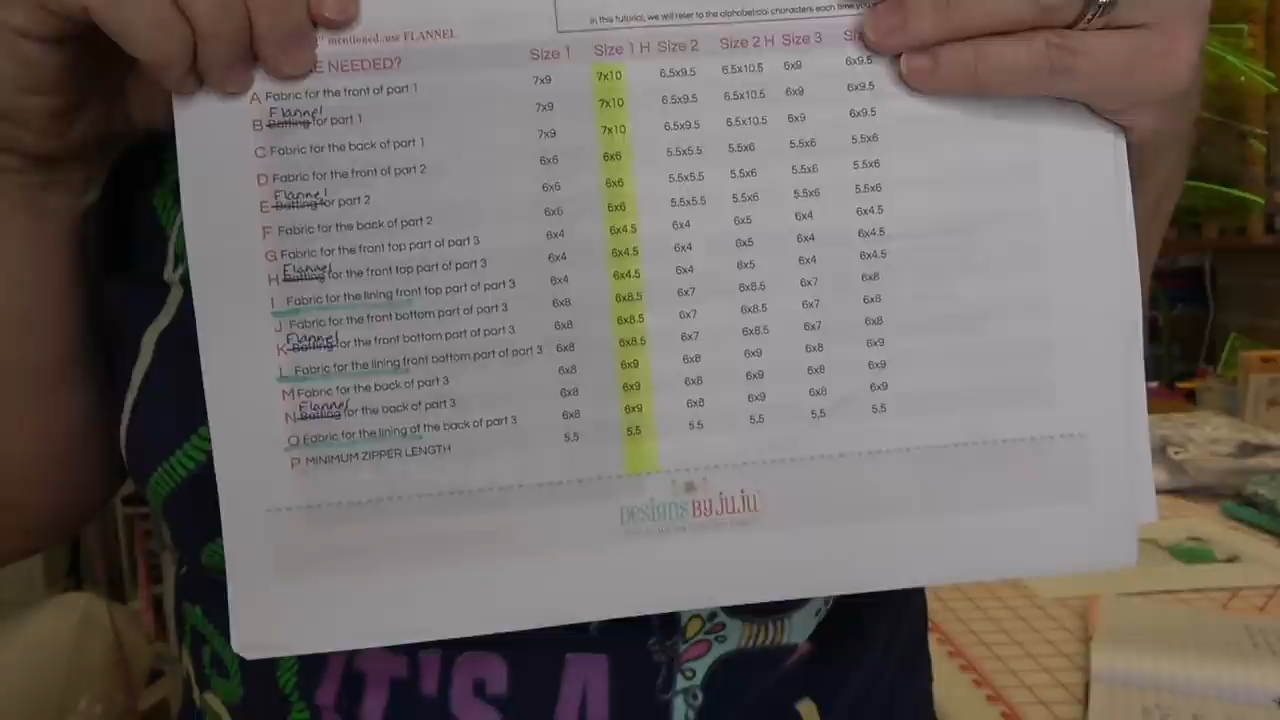 in this tutorial, we will refer to the alphabetical characters each time you
mentioned..use FLANNEL
E NEEDED? Size 1 Size 1 H Size 2 Size 2 H Size 3
A Fabric for the front of part 1 7x9 7x10 6.5x9.5 6.5x10.5 6x9 6x9.5
Flannel
B Batting for part 1 7x9 7x10 6.5x9.5 6.5x10.5 6x9 6x9.5
C Fabric for the back of part 1 7x9 7x10 6.5x9.5 6.5x10.5 6x9 6x9.5
D Fabric for the front of part 2 6x6 6x6 5.5x5.5 5.5x6 5.5x6 5.5x6
Flannel
E Batting for part 2 6x6 6x6 5.5x5.5 5.5x6 5.5x6 5.5x6
F Fabric for the back of part 2 6x6 6x6 5.5x5.5 5.5x6 5.5x6 5.5x6
G Fabric for the front top part of part 3 6x4 6x4.5 6x4 6x5 6x4 6x4.5
Flannel
H Batting for the front top part of part 3 6x4 6x4.5 6x4 6x5 6x4 6x4.5
I Fabric for the lining front top part of part 3 6x4 6x4.5 6x4 6x5 6x4 6x4.5
J Fabric for the front bottom part of part 3 6x8 6x8.5 6x7 6x8.5 6x7 6x8
Flannel
K Batting for the front bottom part of part 3 6x8 6x8.5 6x7 6x8.5 6x7 6x8
L Fabric for the lining front bottom part of part 3 6x8 6x8.5 6x7 6x8.5 6x7 6x8
M Fabric for the back of part 3 6x8 6x9 6x8 6x9 6x8 6x9
Flannel
N Batting for the back of part 3 6x8 6x9 6x8 6x9 6x8 6x9
O Fabric for the lining of the back of part 3 6x8 6x9 6x8 6x9 6x8 6x9
P MINIMUM ZIPPER LENGTH 5,5 5,5 5,5 5,5 5,5 5,5
DESIGNS BY JUJU
IT'S A